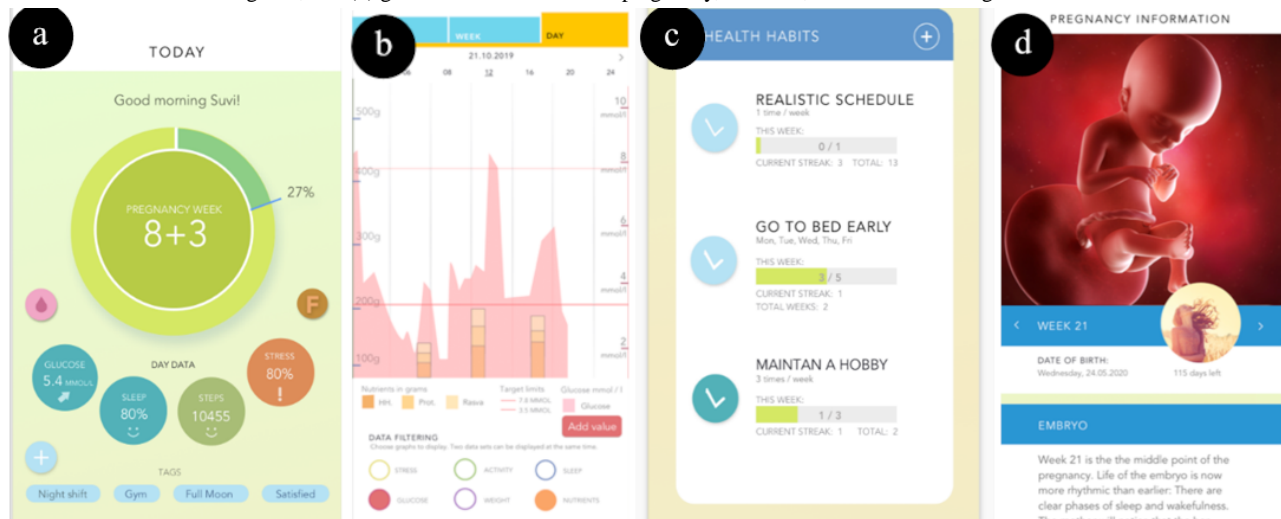 a
TODAY
Good morning Suvi!
27%
PREGNANCY WEEK
8+3
F
GLUCOSE
5.4 MMOL/L
DAY DATA
SLEEP
80%
STEPS
10455
STRESS
80%
!
+
TAGS
Night shift
Gym
Full Moon
Satisfied
b
WEEK
DAY
21.10.2019
06 08 12 16 20 24
500g
400g
300g
200g
100g
10
mmol/l
8
mmol/l
6
mmol/l
4
mmol/l
2
mmol/l
Nutrients in grams
HH. Prot. Rasva
Target limits
7.8 MMOL
3.5 MMOL
Glucose mmol / l
Glucose
Add value
DATA FILTERING
Choose graphs to display. Two data sets can be displayed at the same time.
STRESS ACTIVITY SLEEP
GLUCOSE WEIGHT NUTRIENTS
c
HEALTH HABITS
+
REALISTIC SCHEDULE
1 time / week
THIS WEEK:
0 / 1
CURRENT STREAK: 3 TOTAL: 13
GO TO BED EARLY
Mon, Tue, Wed, Thu, Fri
THIS WEEK:
3 / 5
CURRENT STREAK: 1
TOTAL WEEKS: 2
MAINTAN A HOBBY
3 times / week
THIS WEEK:
1 / 3
CURRENT STREAK: 1 TOTAL: 2
d
PREGNANCY INFORMATION
WEEK 21
DATE OF BIRTH:
Wednesday, 24.05.2020
115 days left
EMBRYO
Week 21 is the the middle point of the
pregnancy. Life of the embryo is now
more rhythmic than earlier: There are
clear phases of sleep and wakefulness.